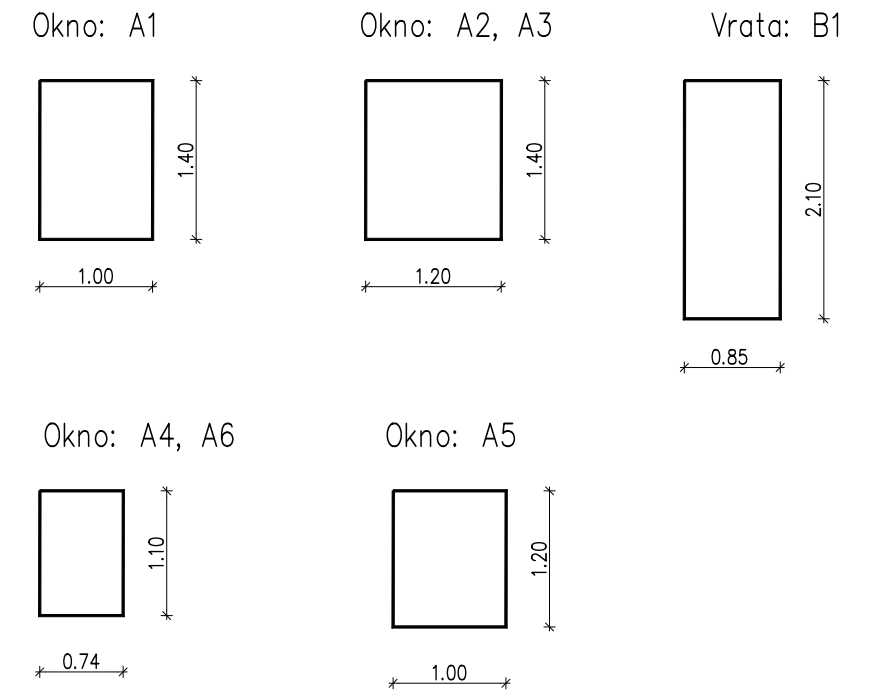 Okno: A1
Okno: A2, A3
Vrata: B1
1.40
1.40
2.10
1.00
1.20
0.85
Okno: A4, A6
Okno: A5
1.10
1.20
0.74
1.00